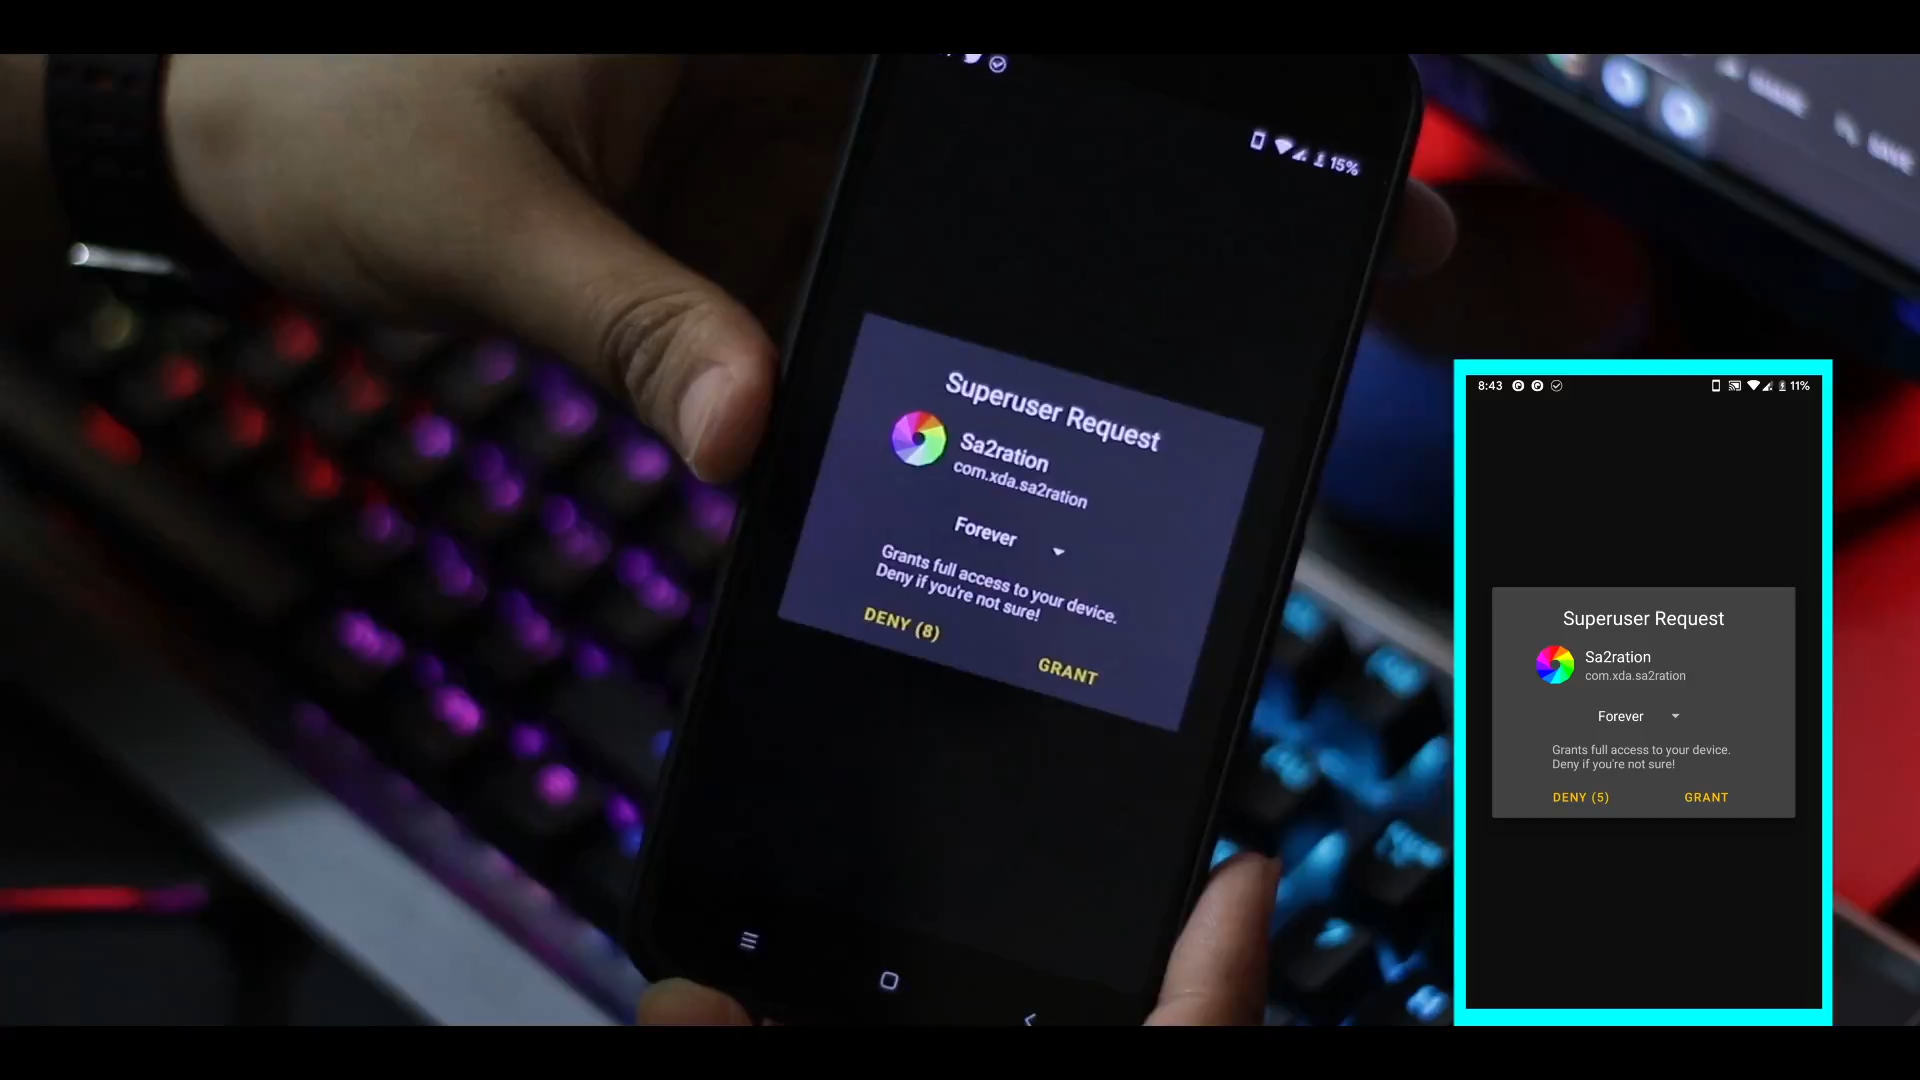 15%
Superuser Request
Sa2ration
com.xda.sa2ration
Forever
Grants full access to your device.
Deny if you're not sure!
DENY (8)
GRANT
8:43
11%
Superuser Request
Sa2ration
com.xda.sa2ration
Forever
Grants full access to your device.
Deny if you're not sure!
DENY (5)
GRANT